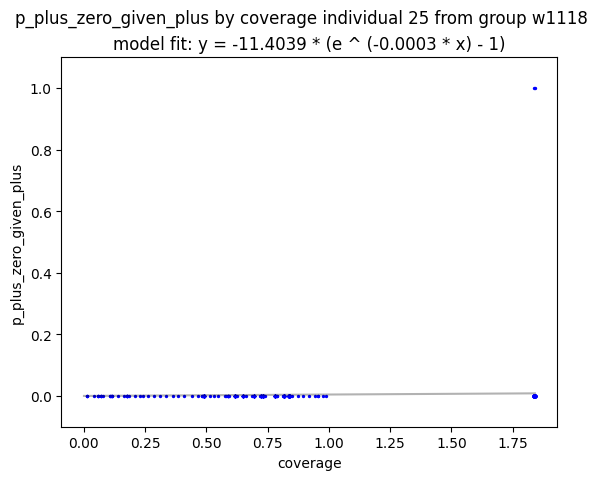 p_plus_zero_given_plus by coverage individual 25 from group w1118
model fit: y = -11.4039 * (e ^ (-0.0003 * x) - 1)
1.0
0.8
0.6
0.4
0.2
0.0
p_plus_zero_given_plus
0.00 0.25 0.50 0.75 1.00 1.25 1.50 1.75
coverage